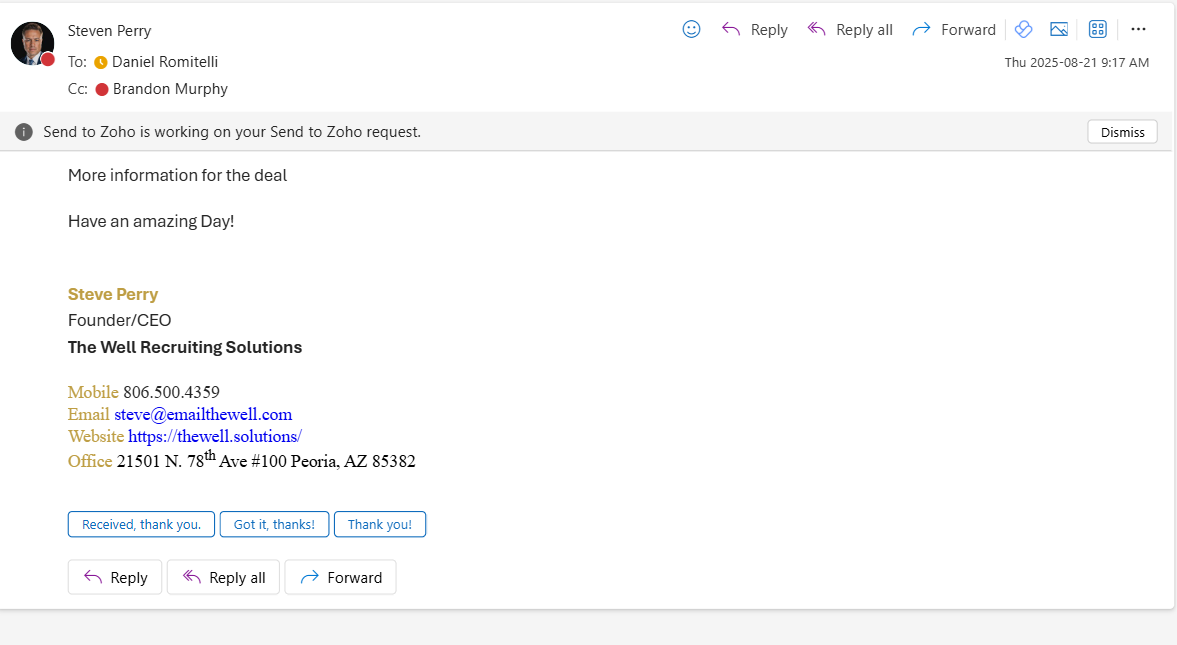 Steven Perry
Reply
Reply all
Forward
To: Daniel Romitelli
Thu 2025-08-21 9:17 AM
Cc: Brandon Murphy
Send to Zoho is working on your Send to Zoho request.
Dismiss
More information for the deal
Have an amazing Day!
Steve Perry
Founder/CEO
The Well Recruiting Solutions
Mobile 806.500.4359
Email steve@emailthewell.com
Website https://thewell.solutions/
Office 21501 N. 78th Ave #100 Peoria, AZ 85382
Received, thank you.
Got it, thanks!
Thank you!
Reply
Reply all
Forward